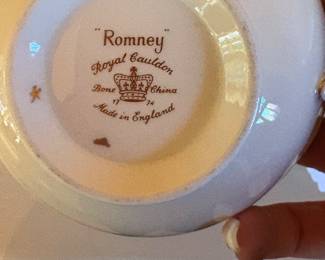 "Romney"
Royal Cauldon
Bone China
17 74
Made in England